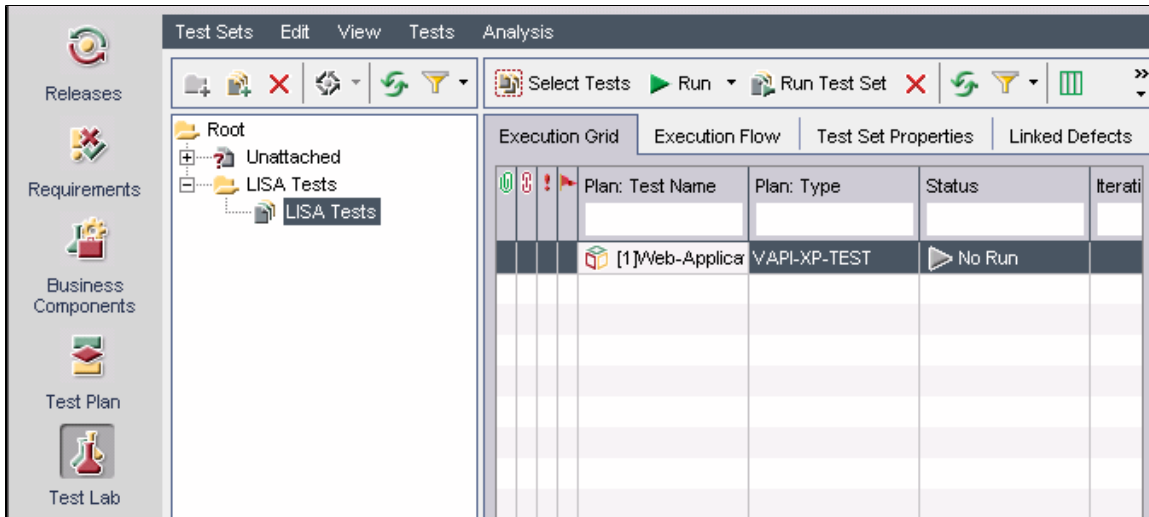 Test Sets Edit View Tests Analysis
Releases
Requirements
Business
Components
Test Plan
Test Lab
Select Tests Run Run Test Set
Root
Unattached
LISA Tests
LISA Tests
Execution Grid Execution Flow Test Set Properties Linked Defects
Plan: Test Name Plan: Type Status Iterati
[1]Web-Applica VAPI-XP-TEST No Run